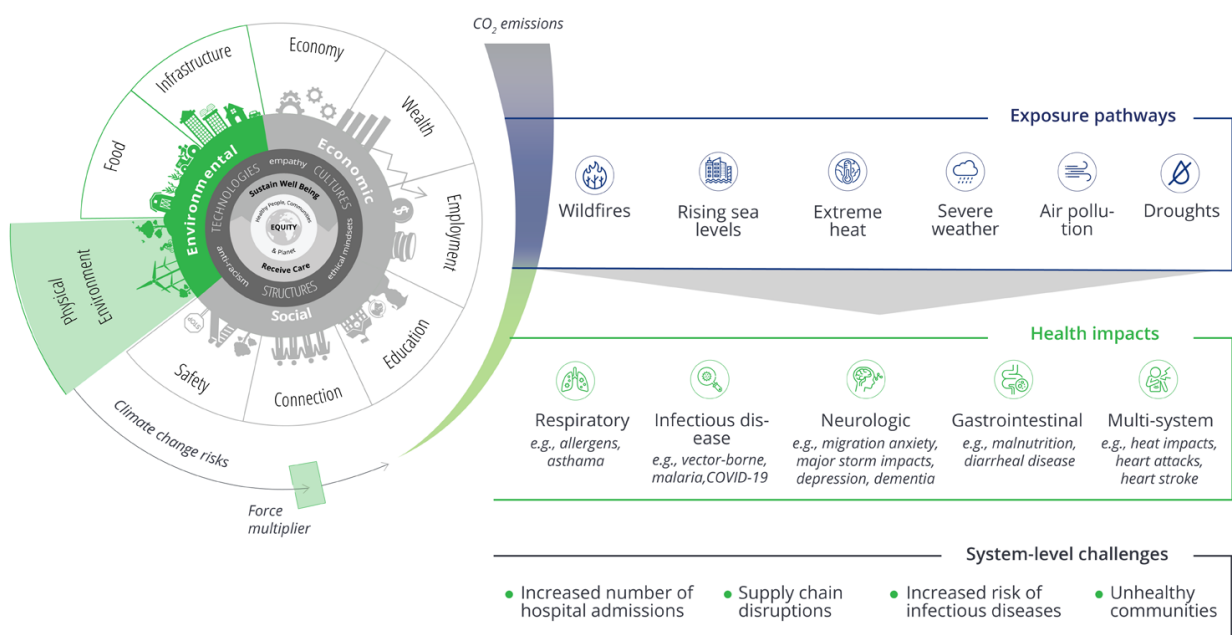 CO2 emissions
Infrastructure
Economy
Wealth
Employment
Education
Connection
Safety
Physical
Environment
Food
Environmental
Economic
Social
TECHNOLOGIES
empathy
CULTURES
ethical mindsets
STRUCTURES
anti-racism
Sustain Well Being
Healthy People, Communities
EQUITY
& Planet
Receive Care
Climate change risks
Force
multiplier
Exposure pathways
Wildfires
Rising sea
levels
Extreme
heat
Severe
weather
Air pollu-
tion
Droughts
Health impacts
Respiratory
e.g., allergens,
asthma
Infectious dis-
ease
e.g., vector-borne,
malaria,COVID-19
Neurologic
e.g., migration anxiety,
major storm impacts,
depression, dementia
Gastrointestinal
e.g., malnutrition,
diarrheal disease
Multi-system
e.g., heat impacts,
heart attacks,
heart stroke
System-level challenges
Increased number of
hospital admissions
Supply chain
disruptions
Increased risk of
infectious diseases
Unhealthy
communities